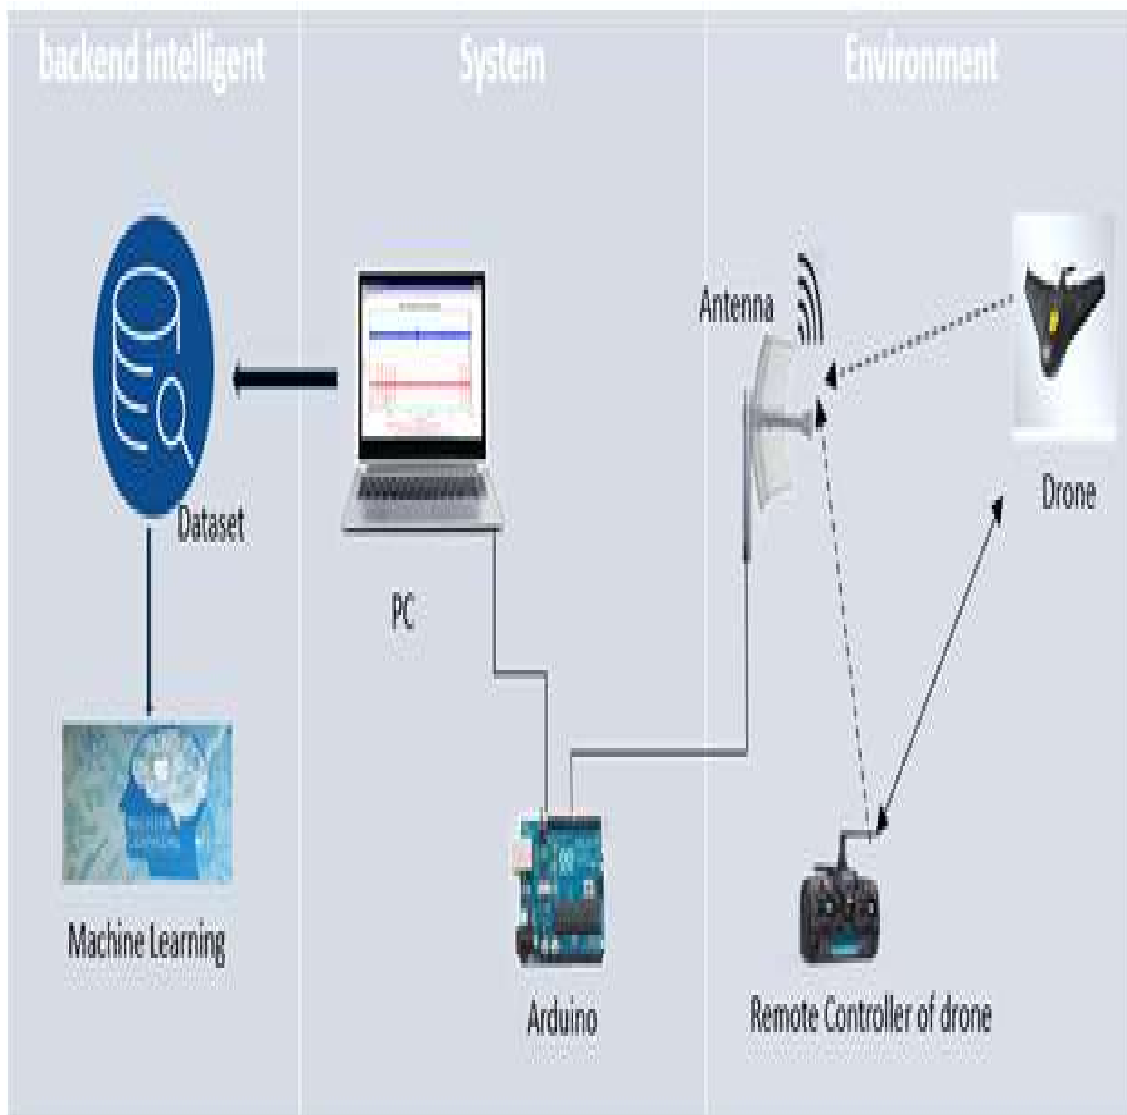 backend intelligent
System
Environment
Antenna
Drone
Dataset
PC
Machine Learning
Arduino
Remote Controller of drone